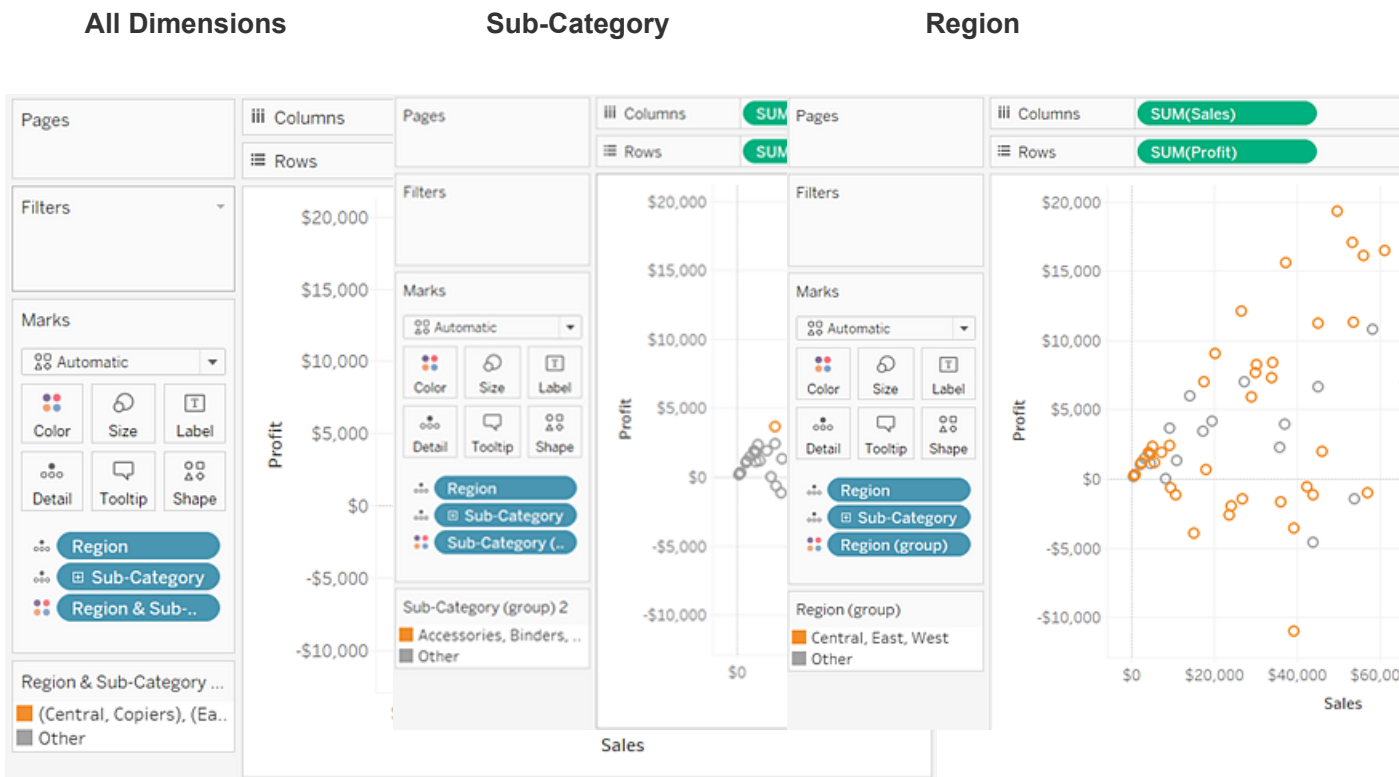 All Dimensions
Sub-Category
Region
Pages
Columns
Rows
Filters
$20,000
$15,000
$10,000
$5,000
$0
-$5,000
-$10,000
Profit
Marks
Automatic
Color
Size
Label
Detail
Tooltip
Shape
Region
Sub-Category
Region & Sub-..
Region & Sub-Category ...
(Central, Copiers), (Ea..
Other
Pages
Columns
SUM
Rows
SUM
Filters
$20,000
$15,000
$10,000
$5,000
$0
-$5,000
-$10,000
Profit
$0
Sales
Marks
Automatic
Color
Size
Label
Detail
Tooltip
Shape
Region
Sub-Category
Sub-Category (..
Sub-Category (group) 2
Accessories, Binders, ..
Other
Pages
Columns
SUM(Sales)
Rows
SUM(Profit)
Filters
$20,000
$15,000
$10,000
$5,000
$0
-$5,000
-$10,000
Profit
$0
$20,000
$40,000
$60,00
Sales
Marks
Automatic
Color
Size
Label
Detail
Tooltip
Shape
Region
Sub-Category
Region (group)
Region (group)
Central, East, West
Other